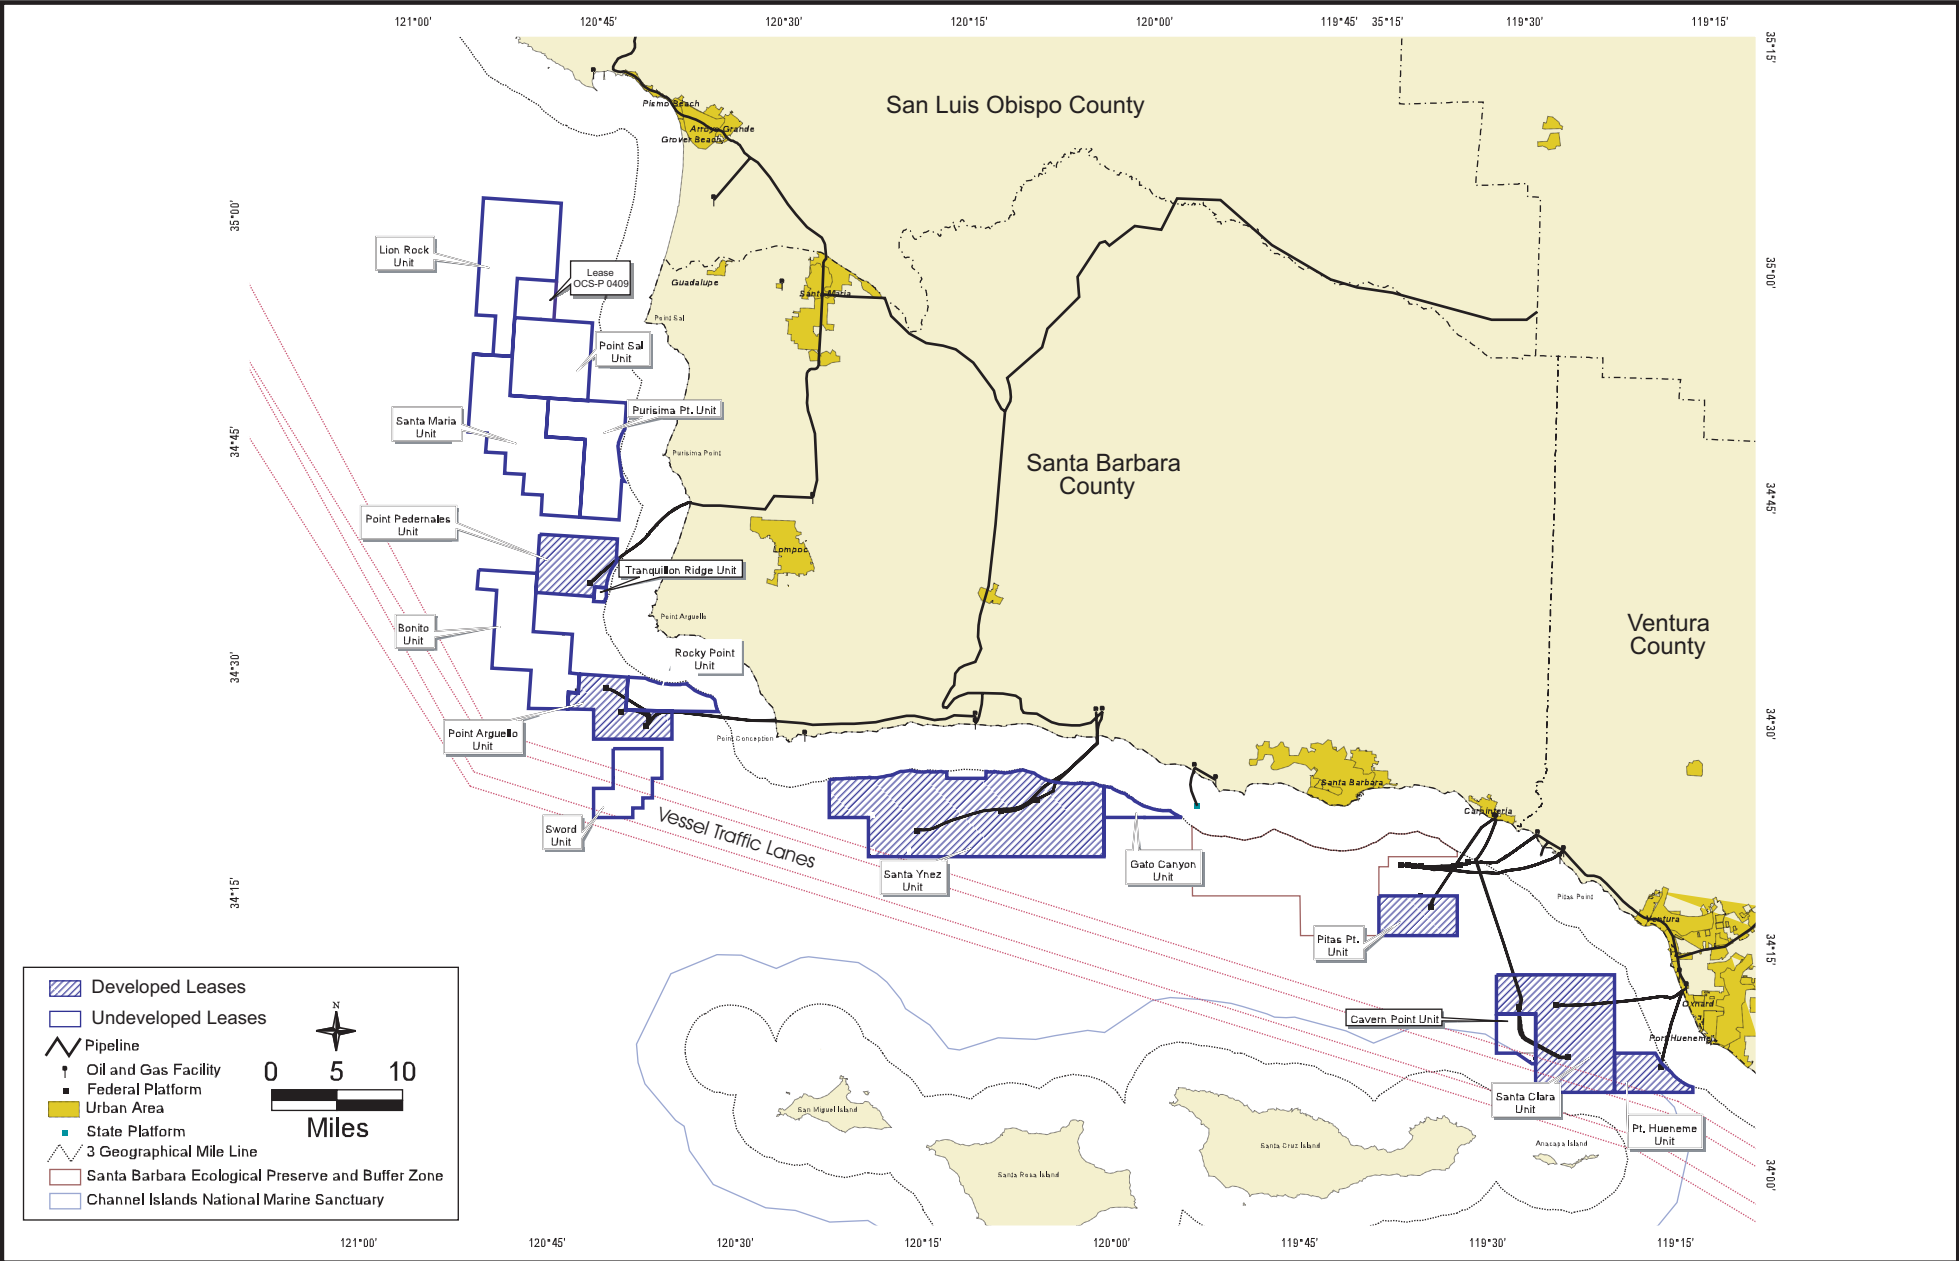 121°00'
120°45'
120°30'
120°15'
120°00'
119°45'
35°15'
119°30'
119°15'
35°15'
35°00'
34°45'
34°30'
34°15'
34°00'
35°00'
34°45'
34°30'
34°15'
San Luis Obispo County
Pismo Beach
Arroyo Grande
Grover Beach
Lion Rock
Unit
Lease
OCS-P 0409
Guadalupe
Santa Maria
Point Sal
Point Sal
Unit
Purisima Pt. Unit
Santa Maria
Unit
Purisima Point
Santa Barbara
County
Point Pedernales
Unit
Lompoc
Tranquillon Ridge Unit
Point Arguello
Bonito
Unit
Rocky Point
Unit
Ventura
County
Point Arguello
Unit
Point Conception
Sword
Unit
Vessel Traffic Lanes
Santa Ynez
Unit
Gato Canyon
Unit
Santa Barbara
Carpinteria
Pitas Point
Pitas Pt.
Unit
Ventura
Oxnard
Port Hueneme
Cavern Point Unit
Santa Clara
Unit
Pt. Hueneme
Unit
San Miguel Island
Santa Rosa Island
Santa Cruz Island
Anacapa Island
Developed Leases
Undeveloped Leases
Pipeline
Oil and Gas Facility
Federal Platform
Urban Area
State Platform
3 Geographical Mile Line
Santa Barbara Ecological Preserve and Buffer Zone
Channel Islands National Marine Sanctuary
N
0 5 10
Miles
121°00'
120°45'
120°30'
120°15'
120°00'
119°45'
119°30'
119°15'